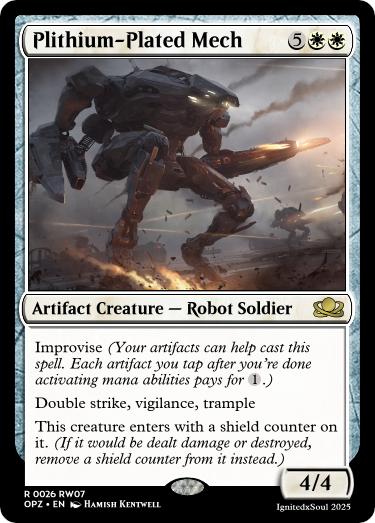 Plithium-Plated Mech 5
Artifact Creature — Robot Soldier
Improvise (Your artifacts can help cast this
spell. Each artifact you tap after you're done
activating mana abilities pays for 1.)
Double strike, vigilance, trample
This creature enters with a shield counter on
it. (If it would be dealt damage or destroyed,
remove a shield counter from it instead.)
4/4
R 0026 RW07
OPZ • EN Hamish Kentwell
IgnitedxSoul 2025